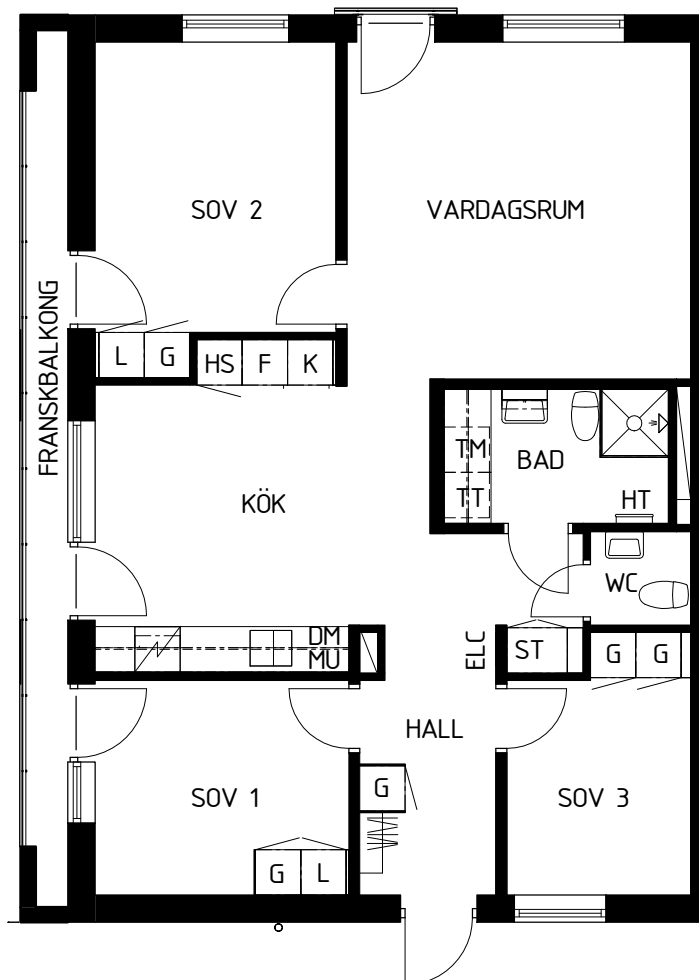 SOV 2
VARDAGSRUM
FRANSKBALKONG
L G HS F K
TM
TT
BAD
HT
KÖK
WC
DM
MU
ELC
ST
G G
HALL
SOV 1
G
SOV 3
G L